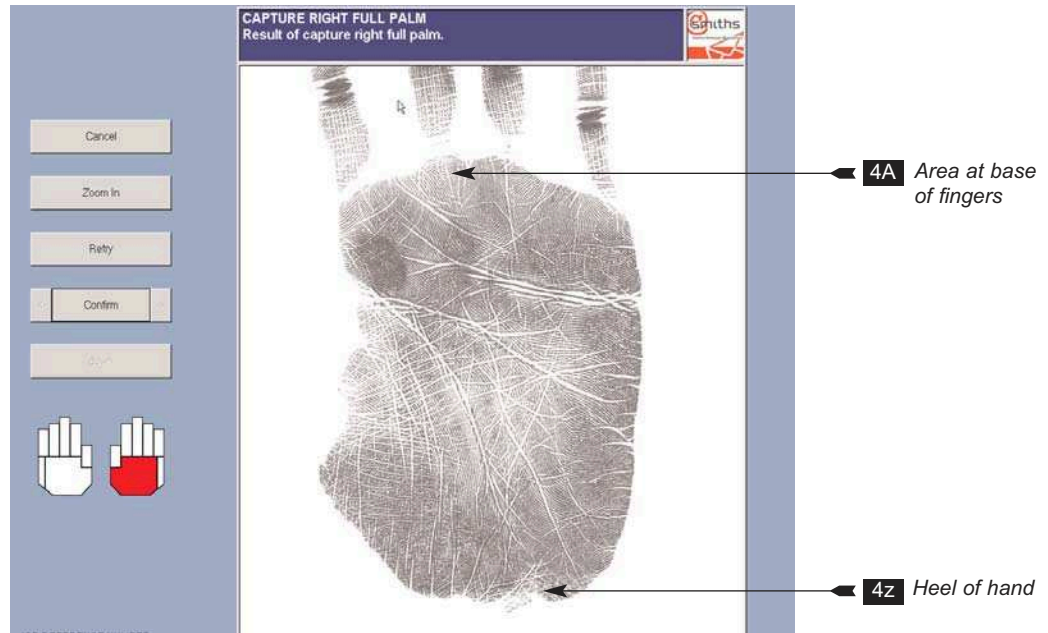 CAPTURE RIGHT FULL PALM
Result of capture right full palm.
smiths
Cancel
Zoom In
Retry
Confirm
4A Area at base
of fingers
4z Heel of hand